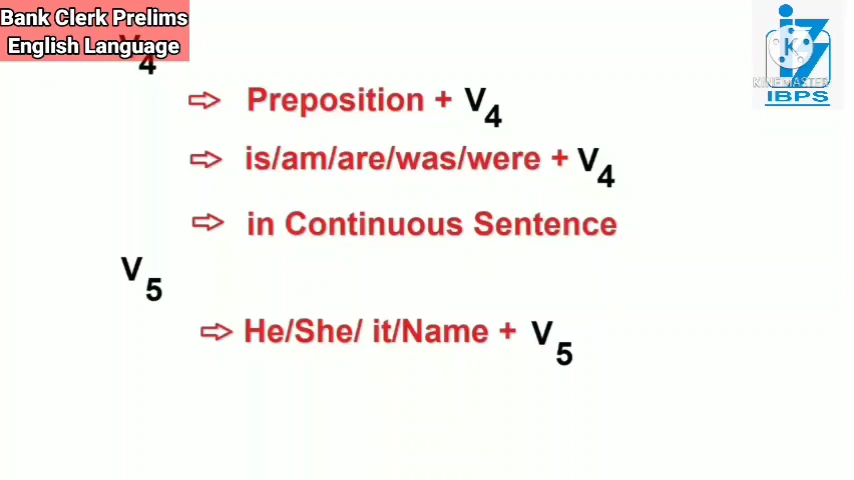 Bank Clerk Prelims
English Language
V4
⇨ Preposition + V4
⇨ is/am/are/was/were + V4
⇨ in Continuous Sentence
V5
⇨ He/She/ it/Name + V5
K
KINEMASTER
IBPS